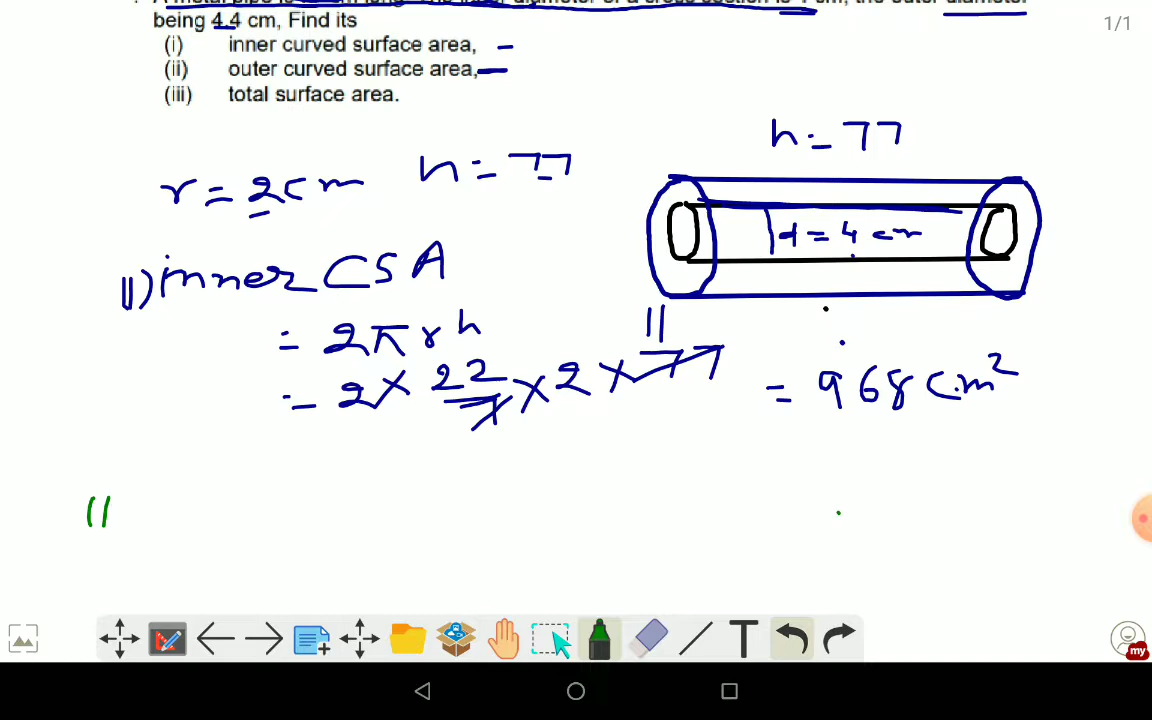 being 4.4 cm, Find its
(i) inner curved surface area,
(ii) outer curved surface area,
(iii) total surface area.
1/1
h = 77
r = 2cm h = 77
d = 4 cm
ii) inner CSA
= 2πrh
11
= 2 × 22/7 × 2 × 77 = 968 cm²
11
T
my